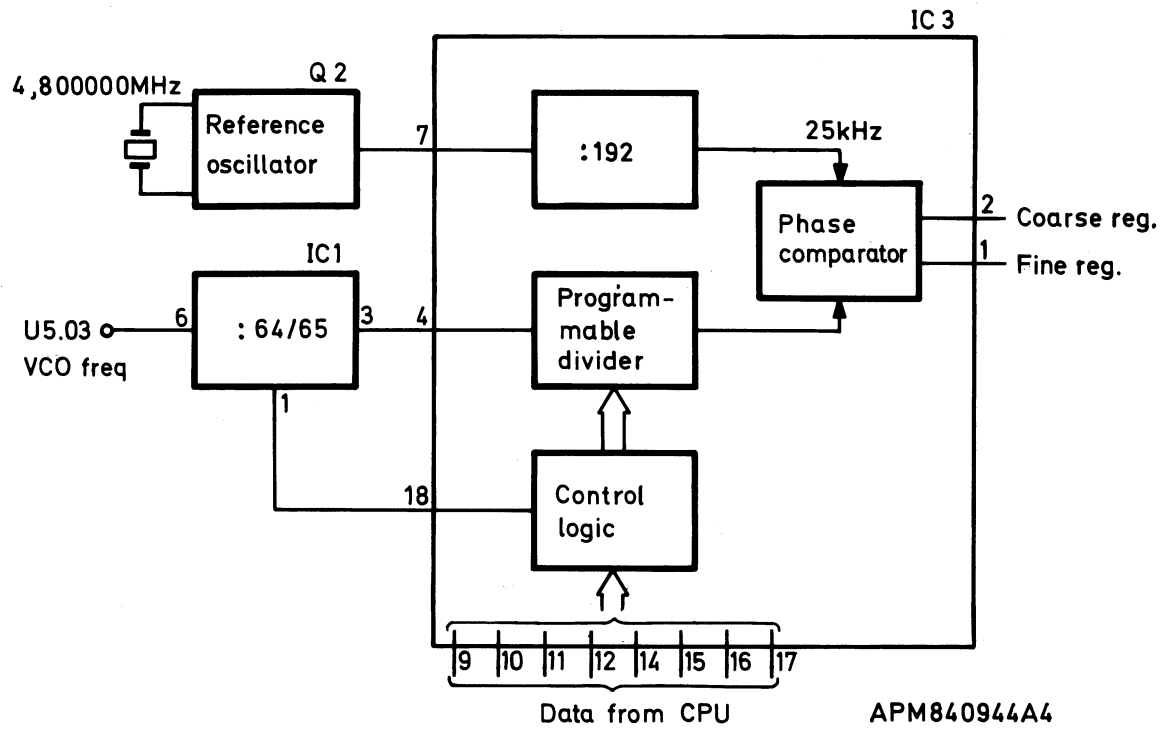 IC 3
4,800000MHz
Q 2
Reference
oscillator
7
:192
25kHz
Phase
comparator
2
Coarse reg.
1
Fine reg.
IC1
U5.03
VCO freq
6
: 64/65
3
4
Program-
mable
divider
1
18
Control
logic
9 10 11 12 14 15 16 17
Data from CPU
APM840944A4